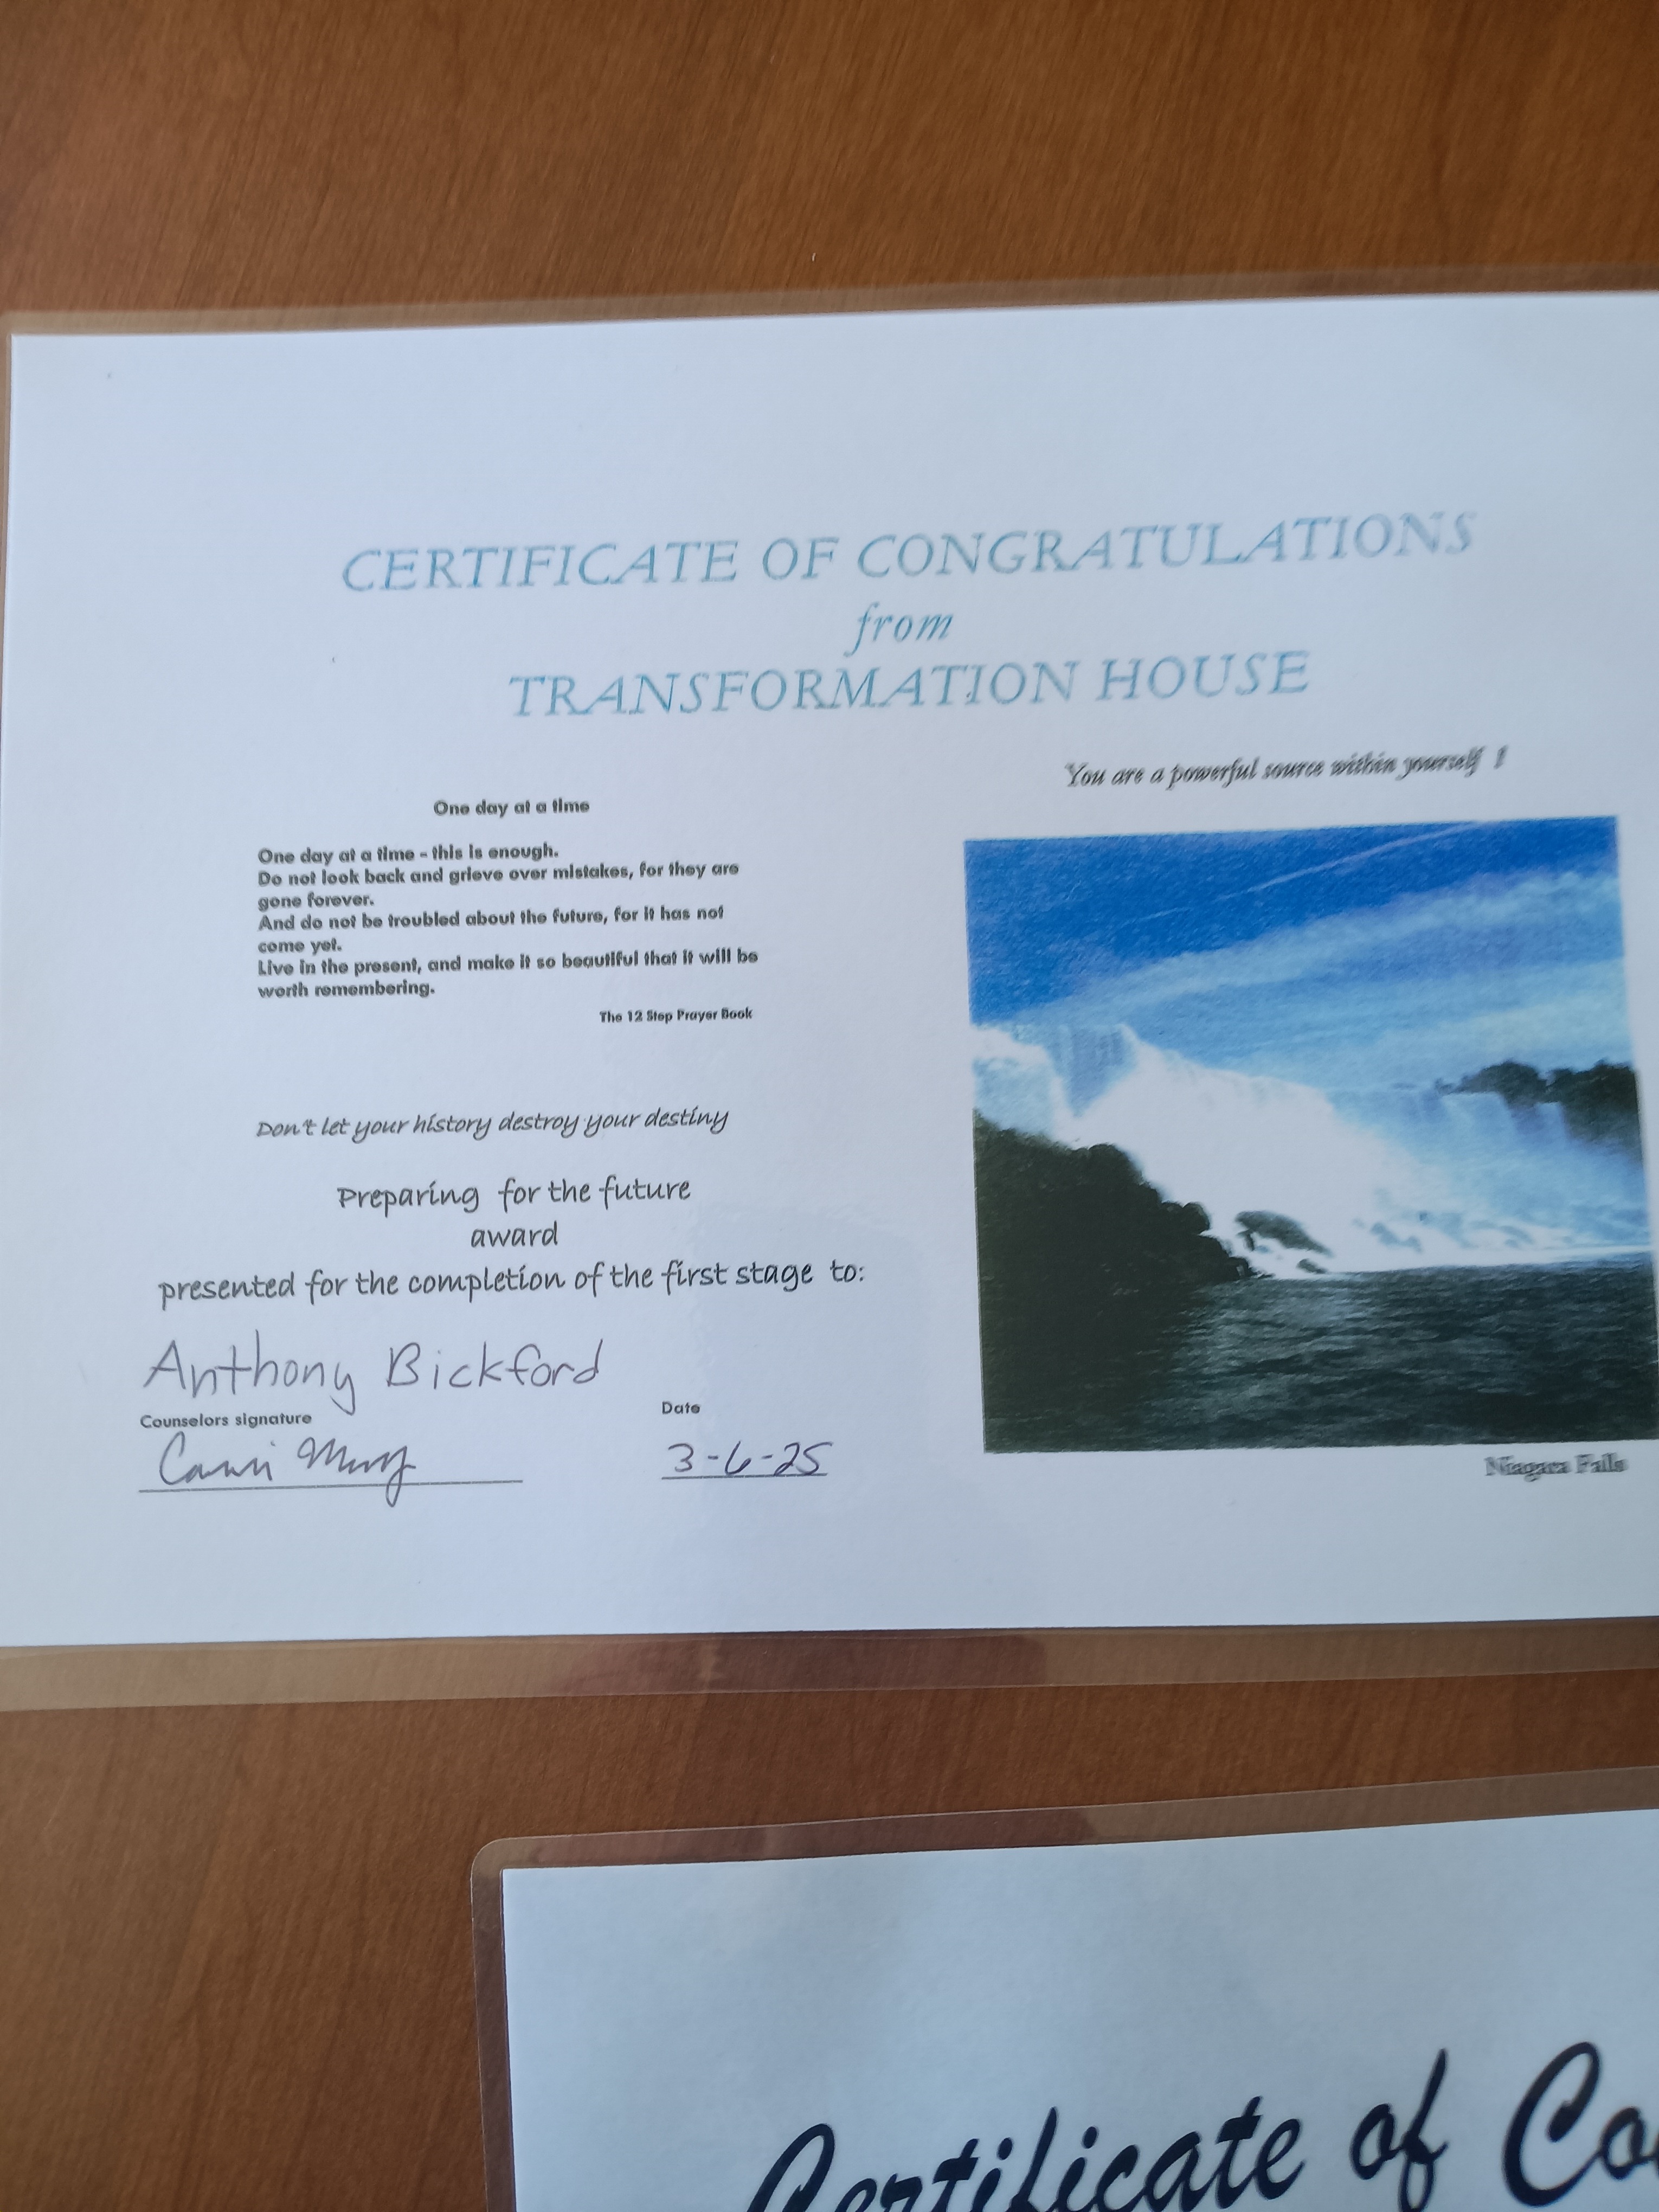 CERTIFICATE OF CONGRATULATIONS
from
TRANSFORMATION HOUSE
You are a powerful source within yourself !
One day at a time
One day at a time - this is enough.
Do not look back and grieve over mistakes, for they are
gone forever.
And do not be troubled about the future, for it has not
come yet.
Live in the present, and make it so beautiful that it will be
worth remembering.
The 12 Step Prayer Book
Don't let your history destroy your destiny
Preparing for the future
award
presented for the completion of the first stage to:
Anthony Bickford
Counselors signature
Date
3-6-25
Niagara Falls
Certificate of